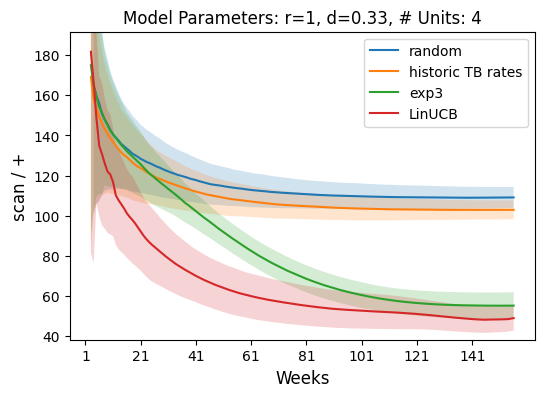 Model Parameters: r=1, d=0.33, # Units: 4
random
historic TB rates
exp3
LinUCB
scan / +
180
160
140
120
100
80
60
40
1 21 41 61 81 101 121 141
Weeks